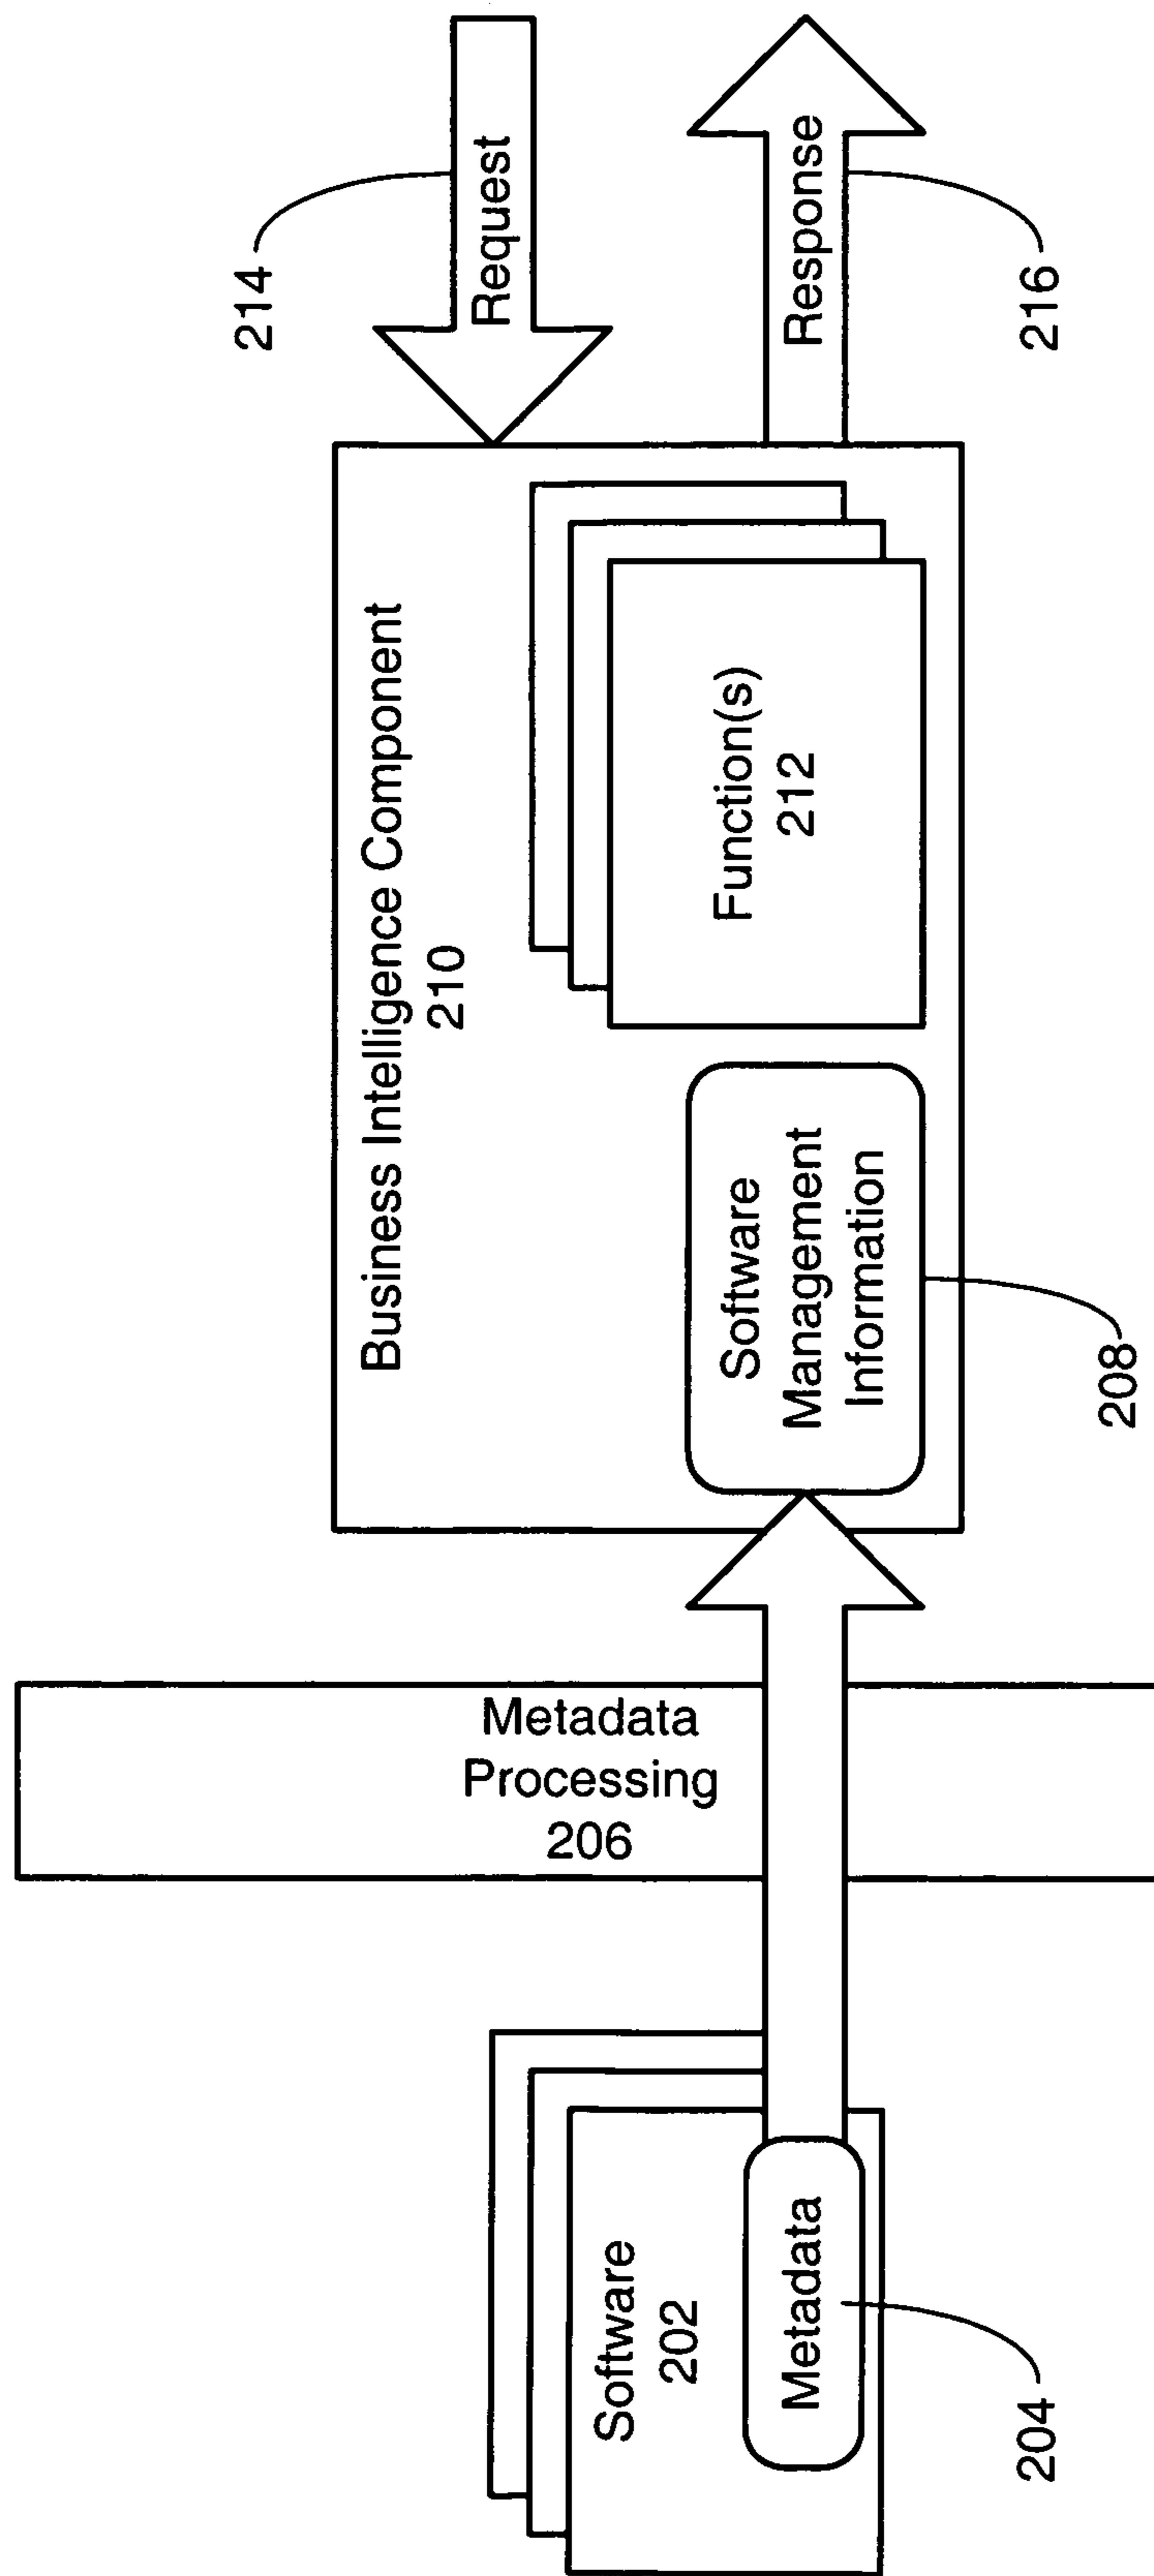 Software
202
Metadata
204
Metadata
Processing
206
Business Intelligence Component
210
Software
Management
Information
208
Function(s)
212
214
Request
Response
216